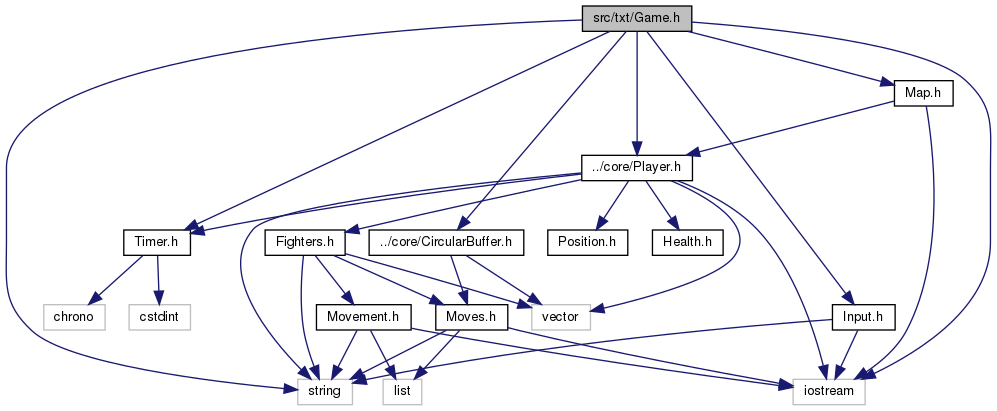 src/txt/Game.h
Map.h
../core/Player.h
Timer.h
Fighters.h
../core/CircularBuffer.h
Position.h
Health.h
chrono
cstdint
Movement.h
Moves.h
vector
Input.h
string
list
iostream